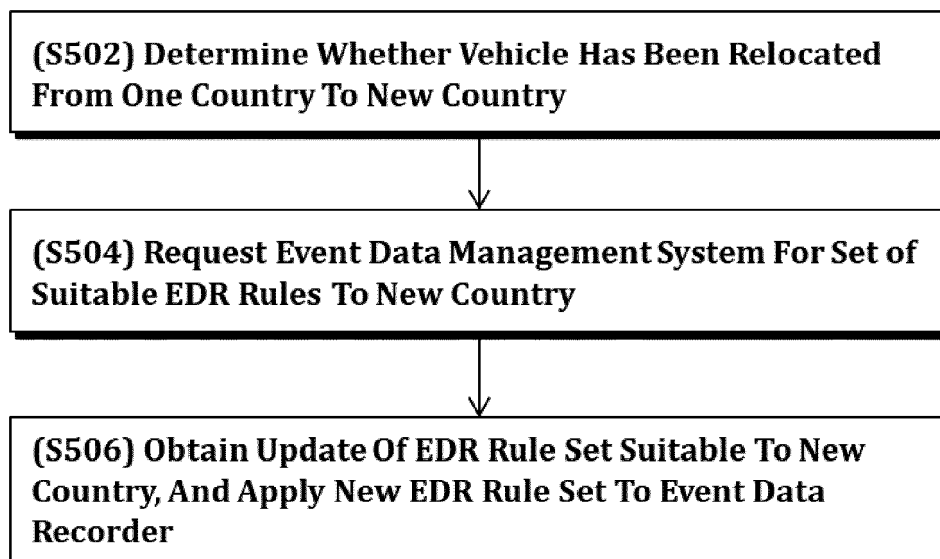 (S502) Determine Whether Vehicle Has Been Relocated
From One Country To New Country
(S504) Request Event Data Management System For Set of
Suitable EDR Rules To New Country
(S506) Obtain Update Of EDR Rule Set Suitable To New
Country, And Apply New EDR Rule Set To Event Data
Recorder